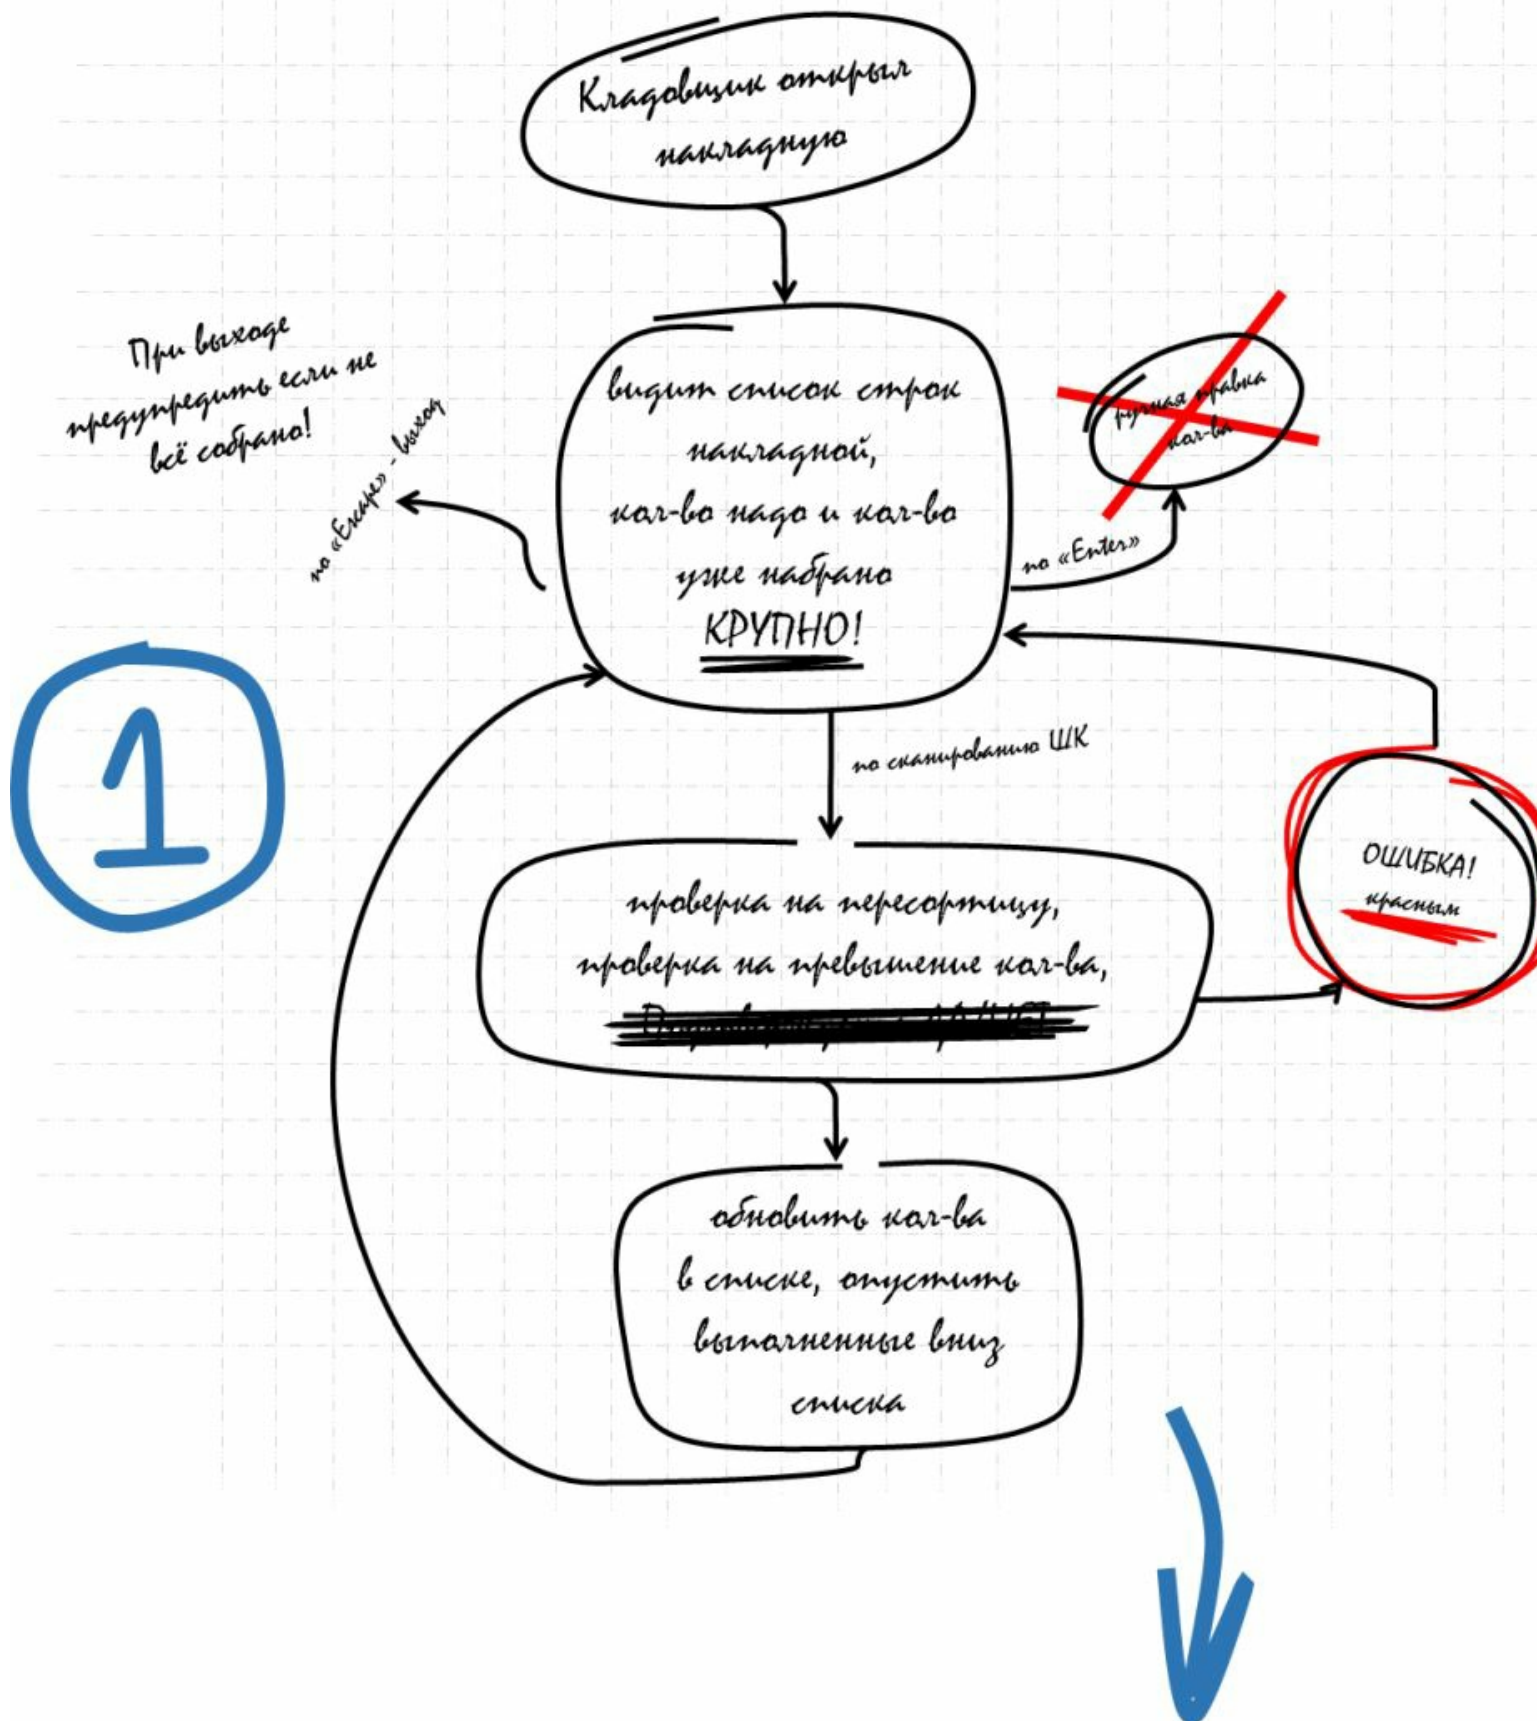 Кладовщик открыл
накладную
При выходе
предупредить если не
всё собрано!
по «Escape» - выход
видит список строк
накладной,
кол-во надо и кол-во
уже набрано
КРУПНО!
ручная правка
кол-ва
по «Enter»
1
по сканированию ШК
проверка на пересортицу,
проверка на превышение кол-ва,
ОШИБКА!
красным
обновить кол-ва
в списке, опустить
выполненные вниз
списка